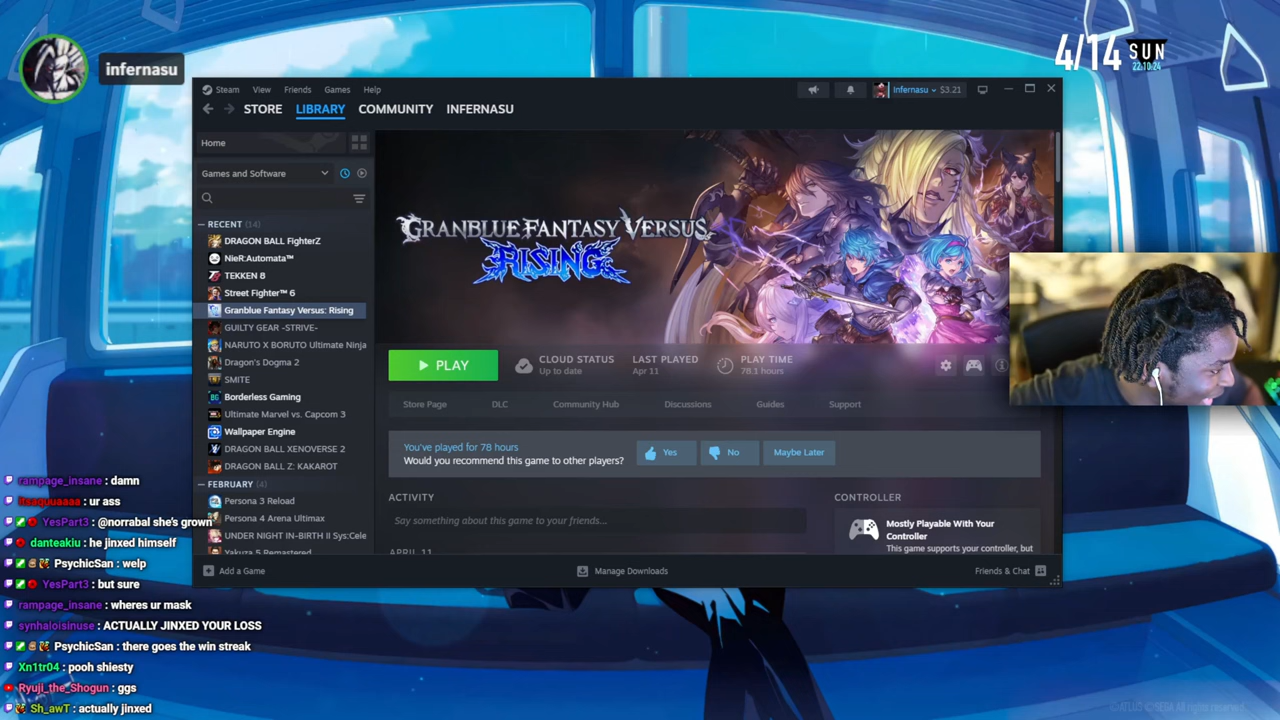 4/14 SUN
22:10:24
infernasu
Steam View Friends Games Help
Infernasu $3.21
STORE LIBRARY COMMUNITY INFERNASU
Home
Games and Software
RECENT (14)
DRAGON BALL FighterZ
NieR:Automata™
TEKKEN 8
Street Fighter™ 6
Granblue Fantasy Versus: Rising
GUILTY GEAR -STRIVE-
NARUTO X BORUTO Ultimate Ninja
Dragon's Dogma 2
SMITE
BG Borderless Gaming
Ultimate Marvel vs. Capcom 3
Wallpaper Engine
DRAGON BALL XENOVERSE 2
DRAGON BALL Z: KAKAROT
FEBRUARY (4)
Persona 3 Reload
Persona 4 Arena Ultimax
UNDER NIGHT IN-BIRTH II Sys:Cele
Yakuza 5 Remastered
GRANBLUE FANTASY VERSUS
RISING
PLAY
CLOUD STATUS
Up to date
LAST PLAYED
Apr 11
PLAY TIME
78.1 hours
Store Page DLC Community Hub Discussions Guides Support
You've played for 78 hours
Would you recommend this game to other players?
Yes No Maybe Later
ACTIVITY
Say something about this game to your friends...
APRIL 11
CONTROLLER
Mostly Playable With Your
Controller
This game supports your controller, but
Add a Game
Manage Downloads
Friends & Chat
rampage_insane : damn
: ur ass
YesPart3 : @norrabal she's grown
danteakiu : he jinxed himself
PsychicSan : welp
YesPart3 : but sure
rampage_insane : wheres ur mask
synhaloisinuse : ACTUALLY JINXED YOUR LOSS
PsychicSan : there goes the win streak
Xn1tr04 : pooh shiesty
Ryuji_the_Shogun : ggs
Sh_awT : actually jinxed
©ATLUS ©SEGA All rights reserved.